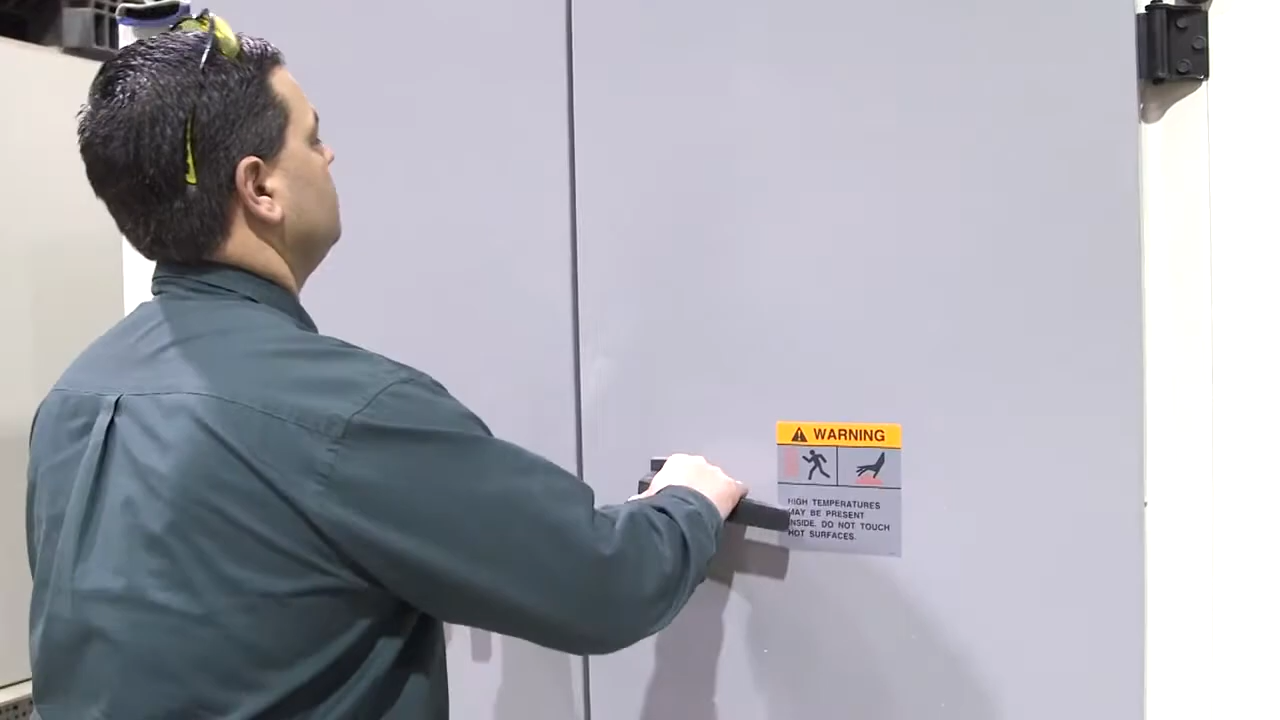 WARNING
HIGH TEMPERATURES
MAY BE PRESENT
INSIDE. DO NOT TOUCH
HOT SURFACES.